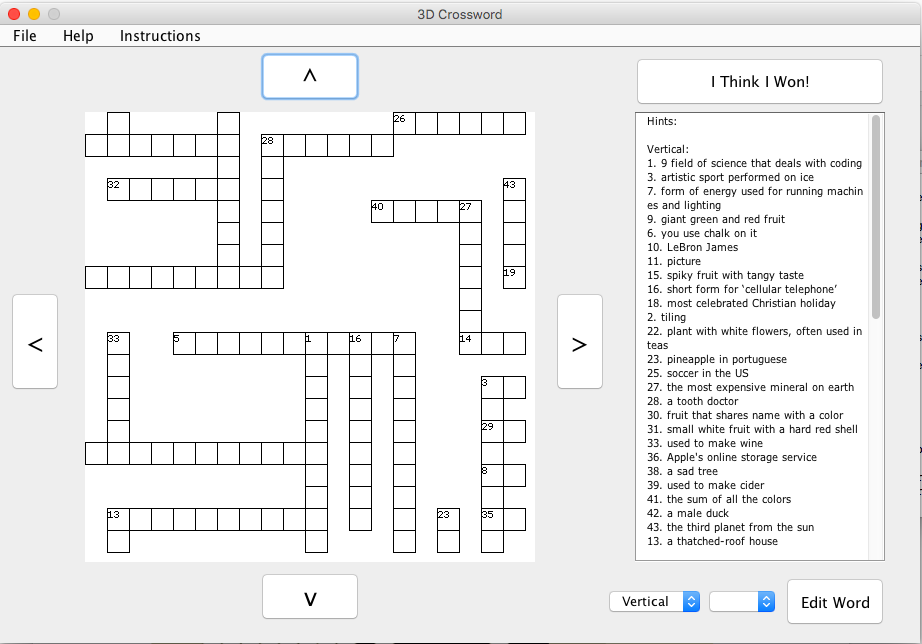 3D Crossword
File Help Instructions
^
I Think I Won!
26
28
32
43
40 27
19
33 5 1 16 7 14
3
29
8
13 23 35
<
>
v
Hints:
Vertical:
1. 9 field of science that deals with coding
3. artistic sport performed on ice
7. form of energy used for running machin
es and lighting
9. giant green and red fruit
6. you use chalk on it
10. LeBron James
11. picture
15. spiky fruit with tangy taste
16. short form for ‘cellular telephone’
18. most celebrated Christian holiday
2. tiling
22. plant with white flowers, often used in
teas
23. pineapple in portuguese
25. soccer in the US
27. the most expensive mineral on earth
28. a tooth doctor
30. fruit that shares name with a color
31. small white fruit with a hard red shell
33. used to make wine
36. Apple's online storage service
38. a sad tree
39. used to make cider
41. the sum of all the colors
42. a male duck
43. the third planet from the sun
13. a thatched-roof house
Vertical Edit Word